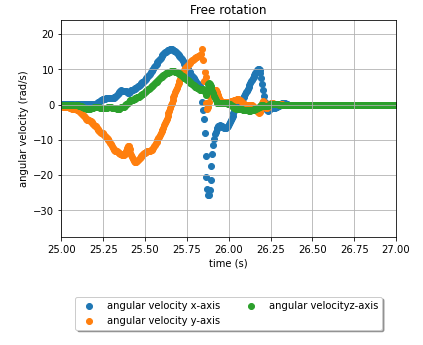 Free rotation
20
10
0
−10
−20
−30
angular velocity (rad/s)
25.00 25.25 25.50 25.75 26.00 26.25 26.50 26.75 27.00
time (s)
angular velocity x-axis angular velocityz-axis
angular velocity y-axis